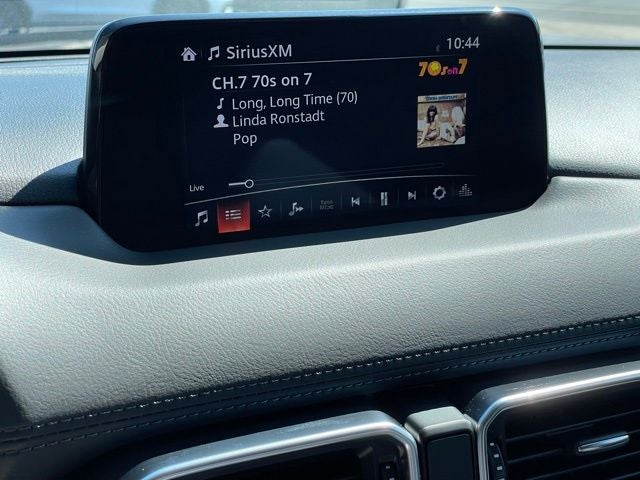 SiriusXM
10:44
CH.7 70s on 7
70s on 7
Long, Long Time (70)
Linda Ronstadt
Pop
Live